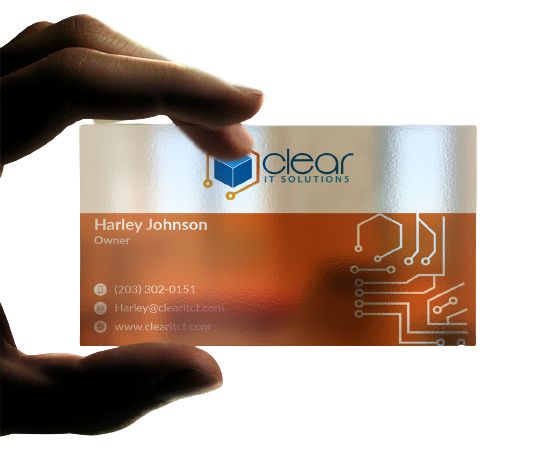 clear
IT SOLUTIONS
Harley Johnson
Owner
(203) 302-0151
Harley@clearitct.com
www.clearitct.com